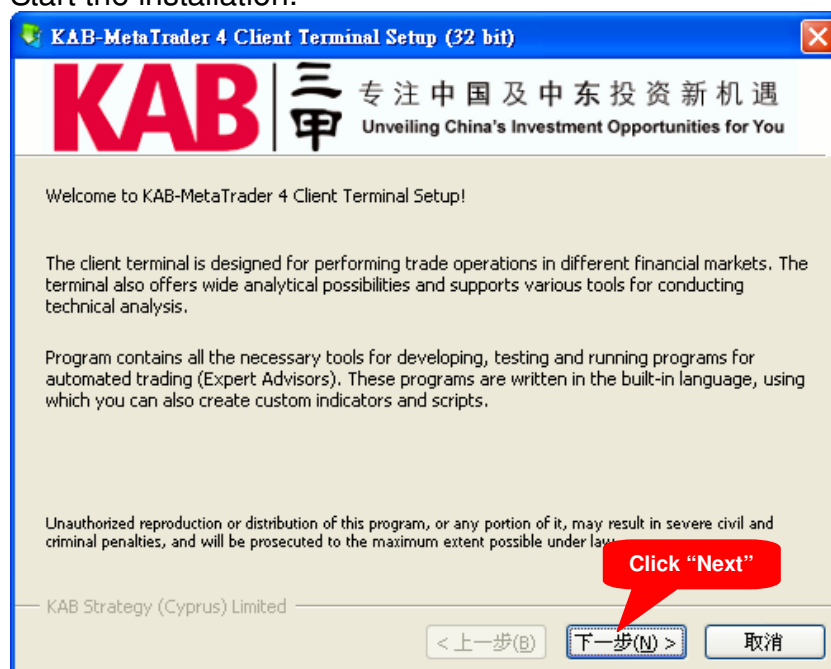 Start the installation.
KAB-MetaTrader 4 Client Terminal Setup (32 bit)
KAB 三甲 专注中国及中东投资新机遇
Unveiling China's Investment Opportunities for You
Welcome to KAB-MetaTrader 4 Client Terminal Setup!
The client terminal is designed for performing trade operations in different financial markets. The
terminal also offers wide analytical possibilities and supports various tools for conducting
technical analysis.
Program contains all the necessary tools for developing, testing and running programs for
automated trading (Expert Advisors). These programs are written in the built-in language, using
which you can also create custom indicators and scripts.
Unauthorized reproduction or distribution of this program, or any portion of it, may result in severe civil and
criminal penalties, and will be prosecuted to the maximum extent possible under law.
Click “Next”
KAB Strategy (Cyprus) Limited
<上一步(B) 下一步(N) > 取消